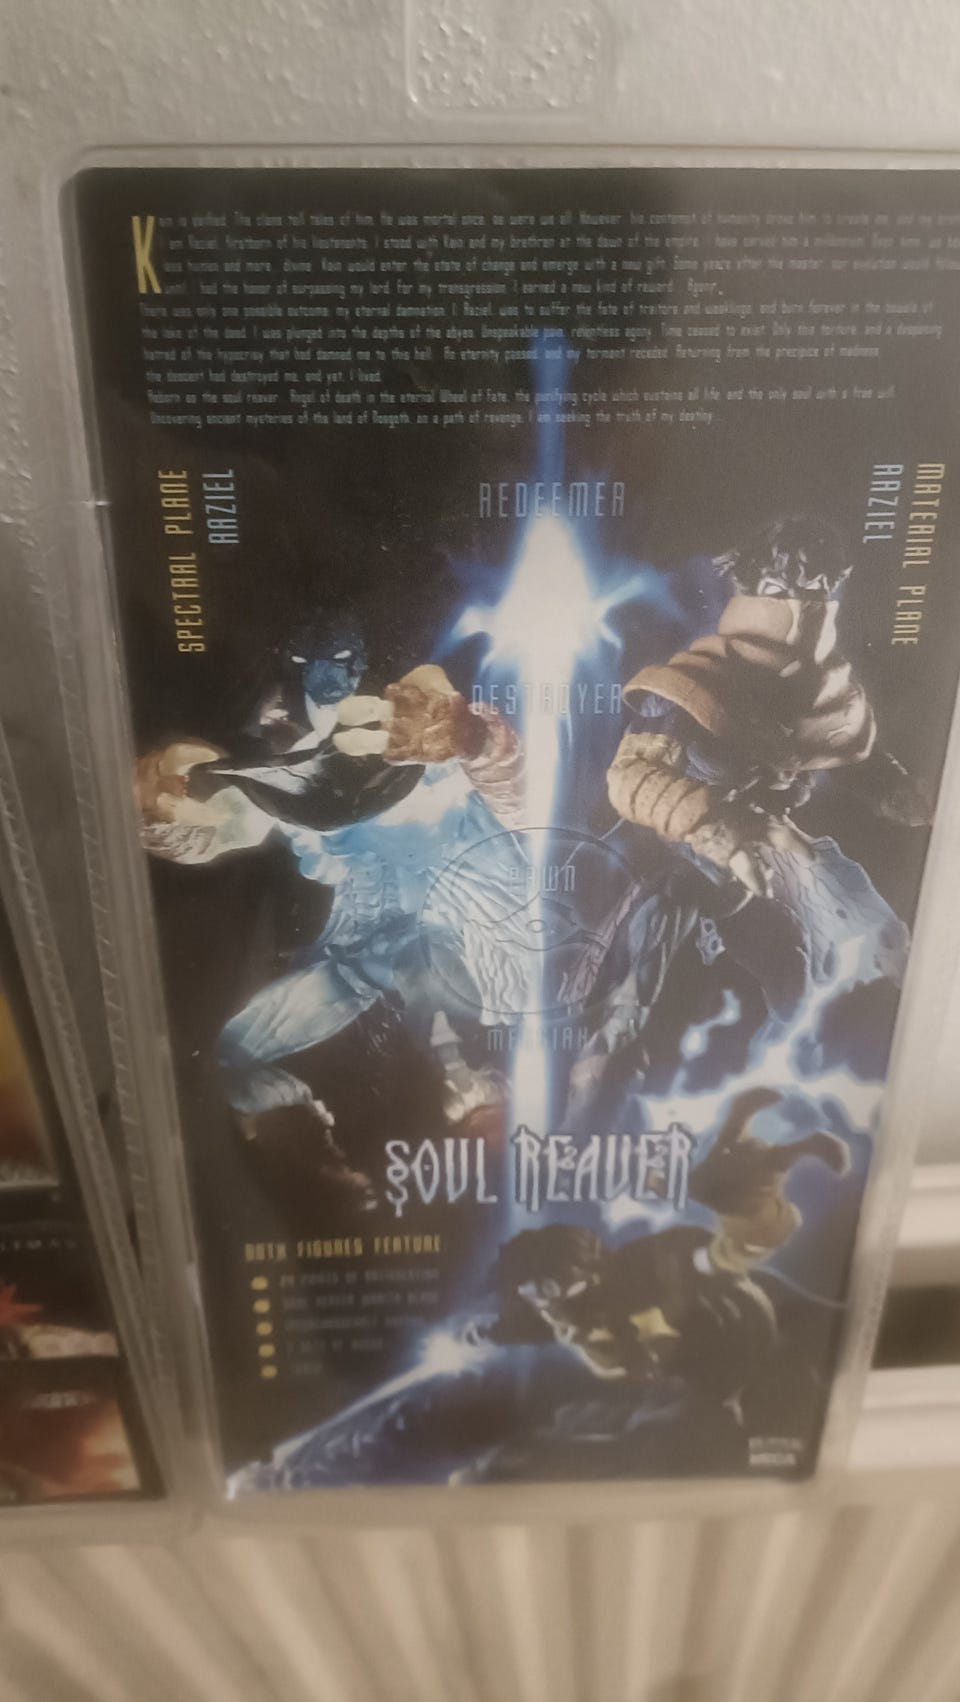 Kain is deified. The clans tell tales of him. He was mortal once, as were we all. However, his contempt of humanity drove him to create me, and my
I am Raziel, firstborn of his lieutenants. I stood with Kain and my brethren at the dawn of the empire. I have served him a millennium. Over time, we
less human and more... divine. Kain would enter the state of change and emerge with a new gift. Some years after the master, our evolution would follow
until I had the honor of surpassing my lord. For my transgression, I earned a new kind of reward... Agony.
There was only one possible outcome; my eternal damnation. I, Raziel, was to suffer the fate of traitors and weaklings, and burn forever in the bowels of
the lake of the dead. I was plunged into the depths of the abyss. Unspeakable pain, relentless agony. Time ceased to exist. Only this torture, and a deepening
hatred of the hypocrisy that had damned me to this hell. An eternity passed, and my torment receded. Returning from the precipice of madness
the descent had destroyed me, and yet, I lived.
Reborn as the soul reaver. Angel of death in the eternal Wheel of Fate, the purifying cycle which sustains all life, and the only soul with a free will.
Uncovering ancient mysteries of the land of Nosgoth, on a path of revenge, I am seeking the truth of my destiny.
SPECTRAL PLANE
RAZIEL
REDEEMER
MATERIAL PLANE
RAZIEL
DESTROYER
PAWN
MESSIAH
SOUL REAVER
BOTH FIGURES FEATURE
POINTS OF ARTICULATION
SOUL REAVER WRAITH BLADE